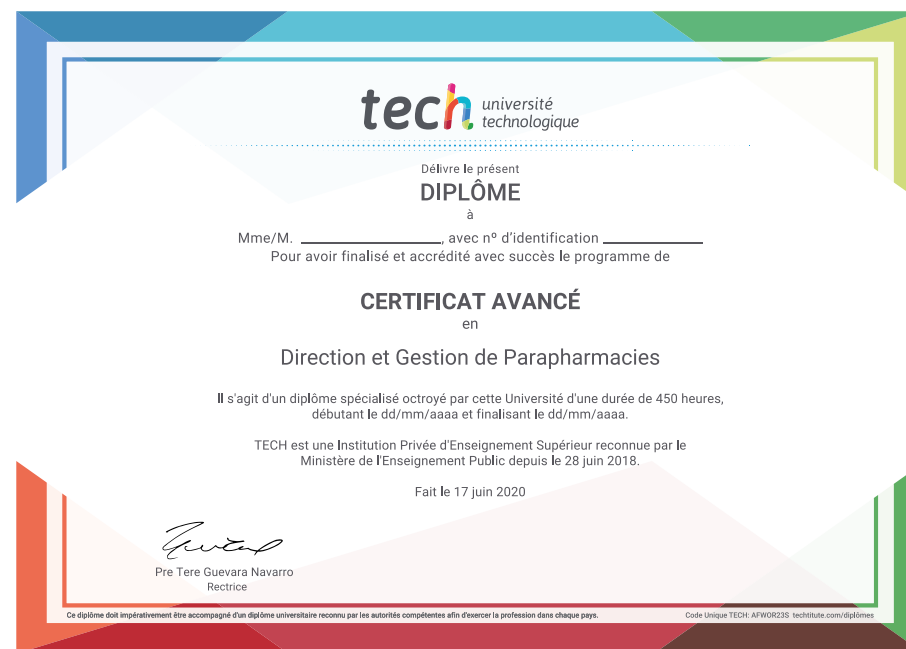 tech université
technologique
Délivre le présent
DIPLÔME
à
Mme/M. ____________________, avec nº d'identification ______________
Pour avoir finalisé et accrédité avec succès le programme de
CERTIFICAT AVANCÉ
en
Direction et Gestion de Parapharmacies
Il s'agit d'un diplôme spécialisé octroyé par cette Université d'une durée de 450 heures,
débutant le dd/mm/aaaa et finalisant le dd/mm/aaaa.
TECH est une Institution Privée d'Enseignement Supérieur reconnue par le
Ministère de l'Enseignement Public depuis le 28 juin 2018.
Fait le 17 juin 2020
Pre Tere Guevara Navarro
Rectrice
Ce diplôme doit impérativement être accompagné d'un diplôme universitaire reconnu par les autorités compétentes afin d'exercer la profession dans chaque pays.
Code Unique TECH: AFWOR23S techtitute.com/diplômes